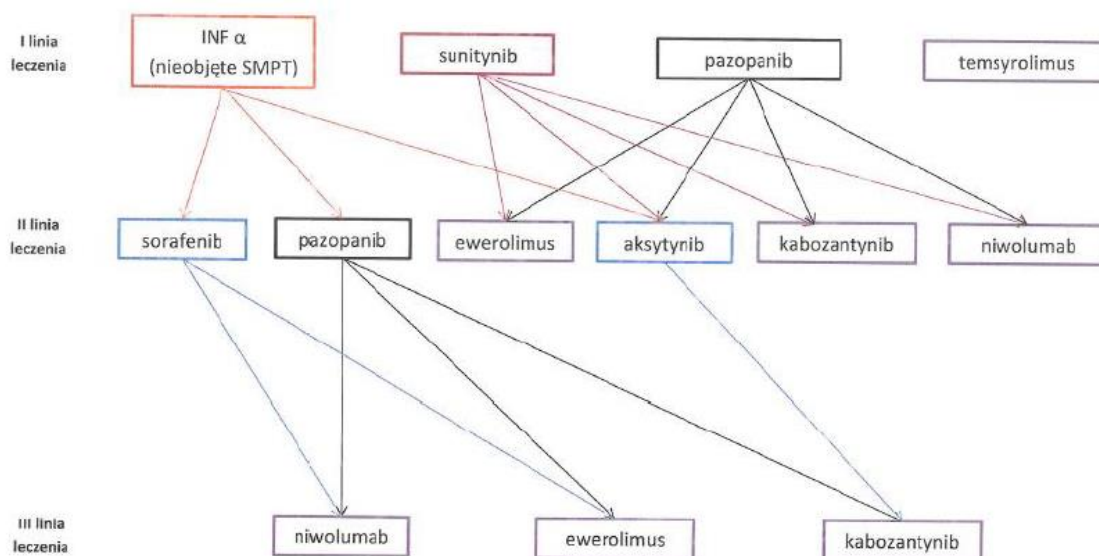 I linia
leczenia
INF α
(nieobjęte SMPT)
sunitynib
pazopanib
temsyrolimus
II linia
leczenia
sorafenib
pazopanib
ewerolimus
aksytynib
kabozantynib
niwolumab
III linia
leczenia
niwolumab
ewerolimus
kabozantynib